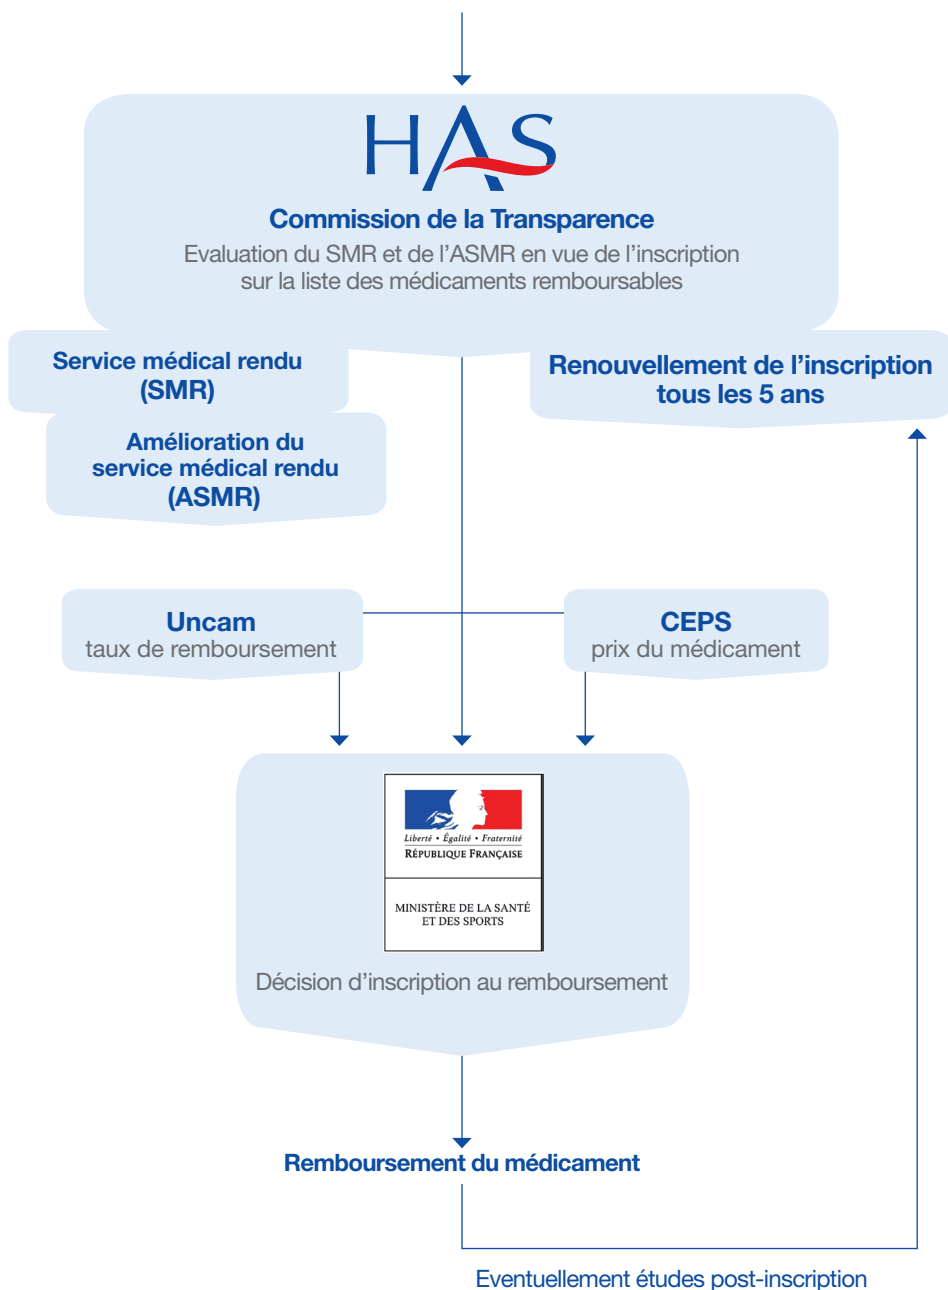 HAS
Commission de la Transparence
Evaluation du SMR et de l'ASMR en vue de l'inscription
sur la liste des médicaments remboursables
Service médical rendu
(SMR)
Amélioration du
service médical rendu
(ASMR)
Renouvellement de l'inscription
tous les 5 ans
Uncam
taux de remboursement
CEPS
prix du médicament
Liberté • Égalité • Fraternité
RÉPUBLIQUE FRANÇAISE
MINISTÈRE DE LA SANTÉ
ET DES SPORTS
Décision d'inscription au remboursement
Remboursement du médicament
Eventuellement études post-inscription